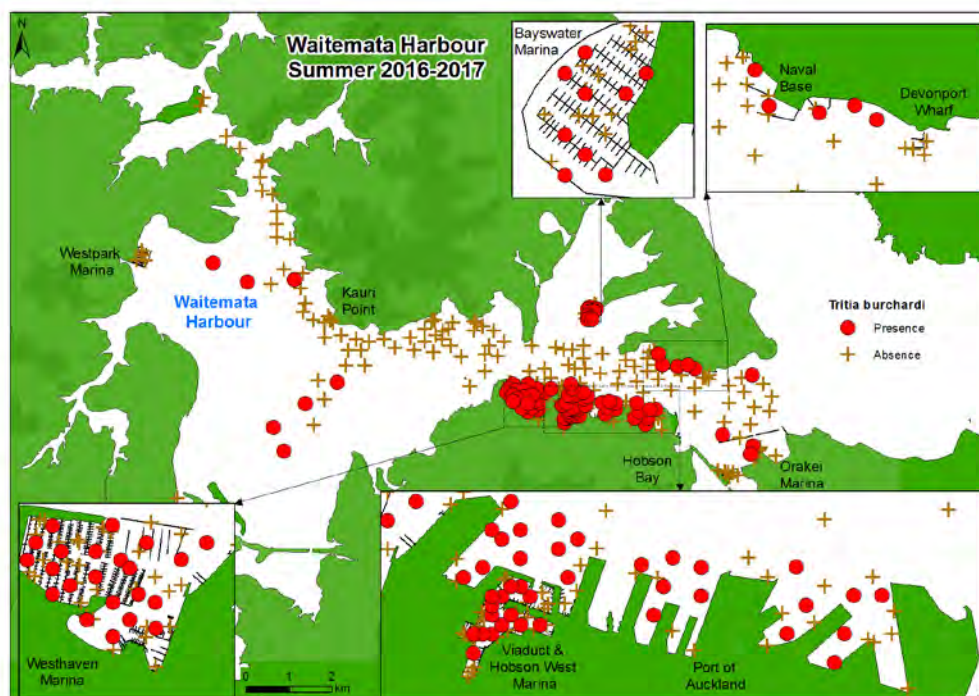 N
Waitemata Harbour
Summer 2016-2017
Bayswater
Marina
Naval
Base
Devonport
Wharf
Westpark
Marina
Waitemata
Harbour
Kauri
Point
Tritia burchardi
Presence
Absence
Hobson
Bay
Orakei
Marina
Westhaven
Marina
0 1 2
km
Viaduct &
Hobson West
Marina
Port of
Auckland